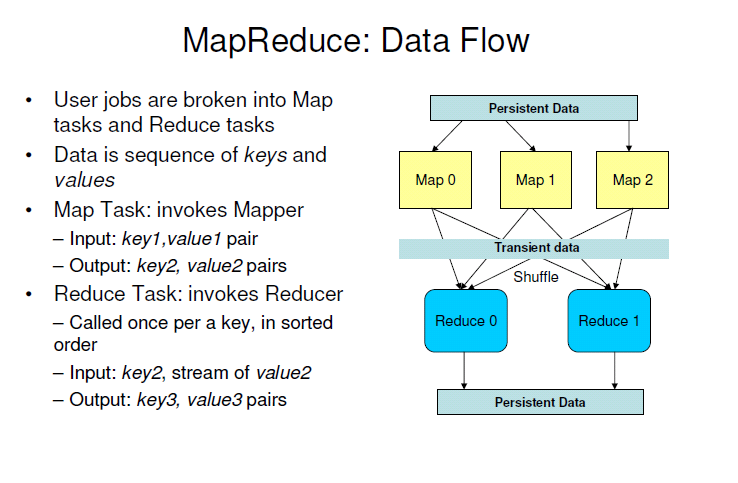 MapReduce: Data Flow
• User jobs are broken into Map
tasks and Reduce tasks
• Data is sequence of keys and
values
• Map Task: invokes Mapper
– Input: key1,value1 pair
– Output: key2, value2 pairs
• Reduce Task: invokes Reducer
– Called once per a key, in sorted
order
– Input: key2, stream of value2
– Output: key3, value3 pairs
Persistent Data
Map 0
Map 1
Map 2
Transient data
Shuffle
Reduce 0
Reduce 1
Persistent Data